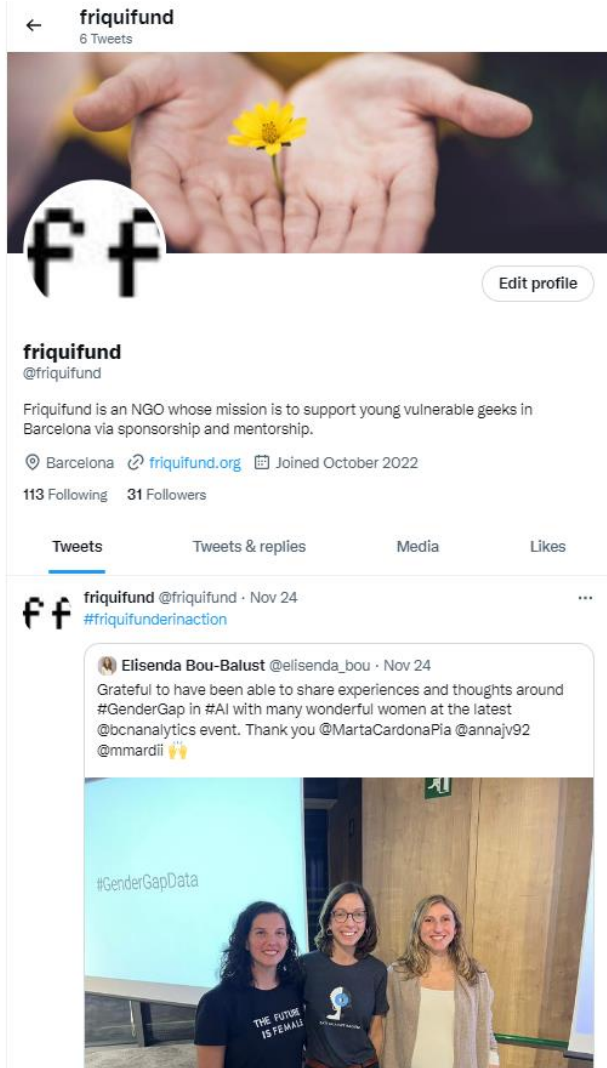 friquifund
6 Tweets
ff
Edit profile
friquifund
@friquifund
Friquifund is an NGO whose mission is to support young vulnerable geeks in
Barcelona via sponsorship and mentorship.
Barcelona friquifund.org Joined October 2022
113 Following 31 Followers
Tweets Tweets & replies Media Likes
ff friquifund @friquifund · Nov 24 ...
#friquifunderinaction
Elisenda Bou-Balust @elisenda_bou · Nov 24
Grateful to have been able to share experiences and thoughts around
#GenderGap in #AI with many wonderful women at the latest
@bcnanalytics event. Thank you @MartaCardonaPia @annajv92
@mmardii 🙌
#GenderGapData
THE FUTURE
IS FEMALE